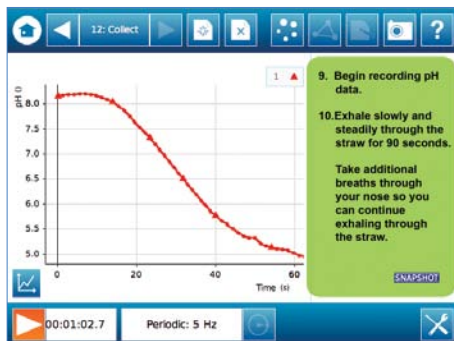 12: Collect
?
1
pH ()
8.0
7.5
7.0
6.5
6.0
5.5
5.0
0
20
40
60
Time (s)
9. Begin recording pH
data.
10.Exhale slowly and
steadily through the
straw for 90 seconds.
Take additional
breaths through
your nose so you
can continue
exhaling through
the straw.
SNAPSHOT
00:01:02.7
Periodic: 5 Hz